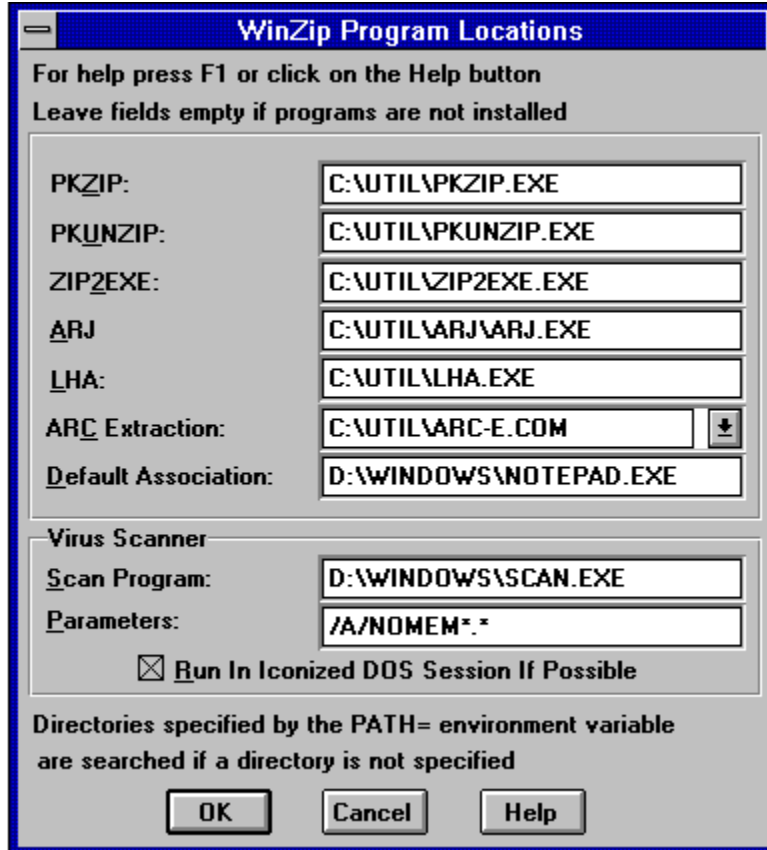 WinZip Program Locations
For help press F1 or click on the Help button
Leave fields empty if programs are not installed
PKZIP: C:\UTIL\PKZIP.EXE
PKUNZIP: C:\UTIL\PKUNZIP.EXE
ZIP2EXE: C:\UTIL\ZIP2EXE.EXE
ARJ C:\UTIL\ARJ\ARJ.EXE
LHA: C:\UTIL\LHA.EXE
ARC Extraction: C:\UTIL\ARC-E.COM
Default Association: D:\WINDOWS\NOTEPAD.EXE
Virus Scanner
Scan Program: D:\WINDOWS\SCAN.EXE
Parameters: /A/NOMEM*.*
Run In Iconized DOS Session If Possible
Directories specified by the PATH= environment variable
are searched if a directory is not specified
OK Cancel Help